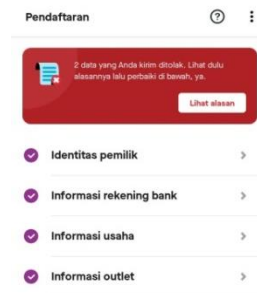 Pendaftaran
2 data yang Anda kirim ditolak. Lihat dulu
alasannya lalu perbaiki di bawah, ya.
Lihat alasan
Identitas pemilik
Informasi rekening bank
Informasi usaha
Informasi outlet